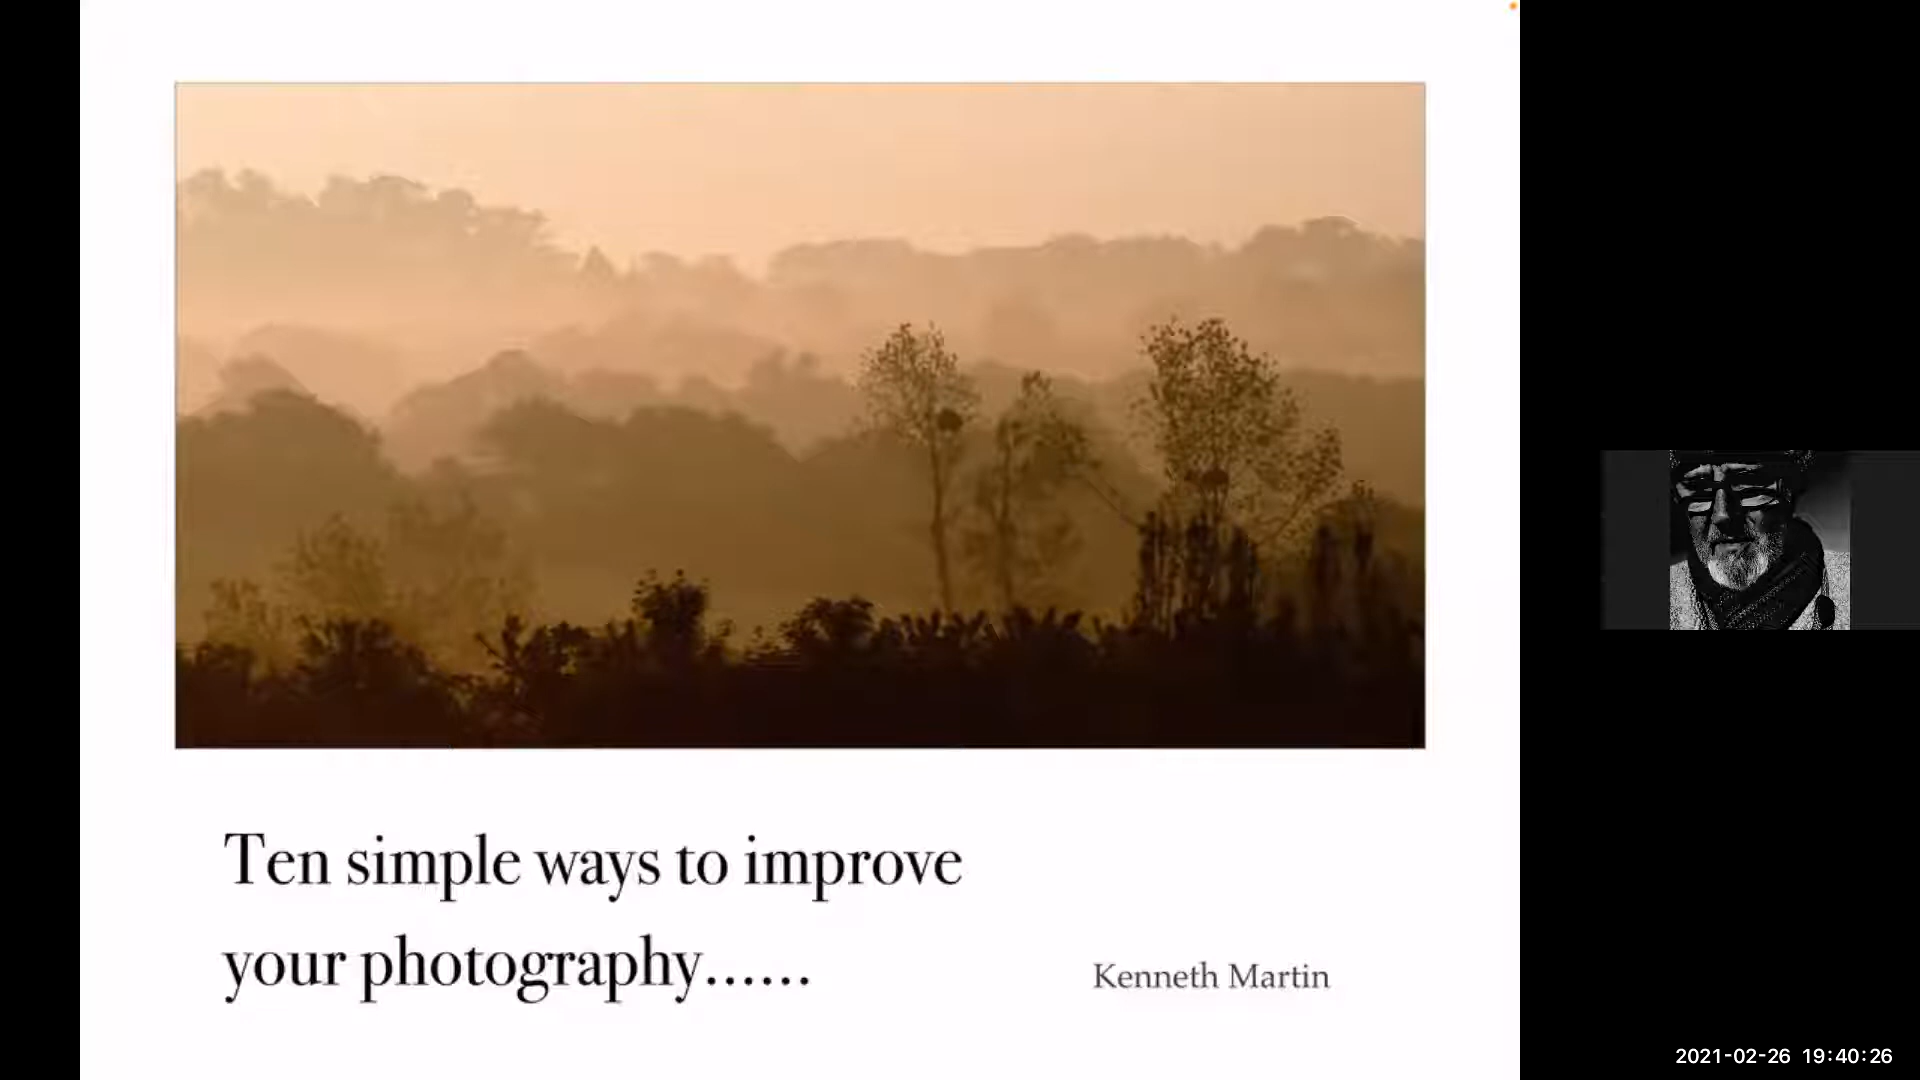 Ten simple ways to improve
your photography......
Kenneth Martin
2021-02-26 19:40:26